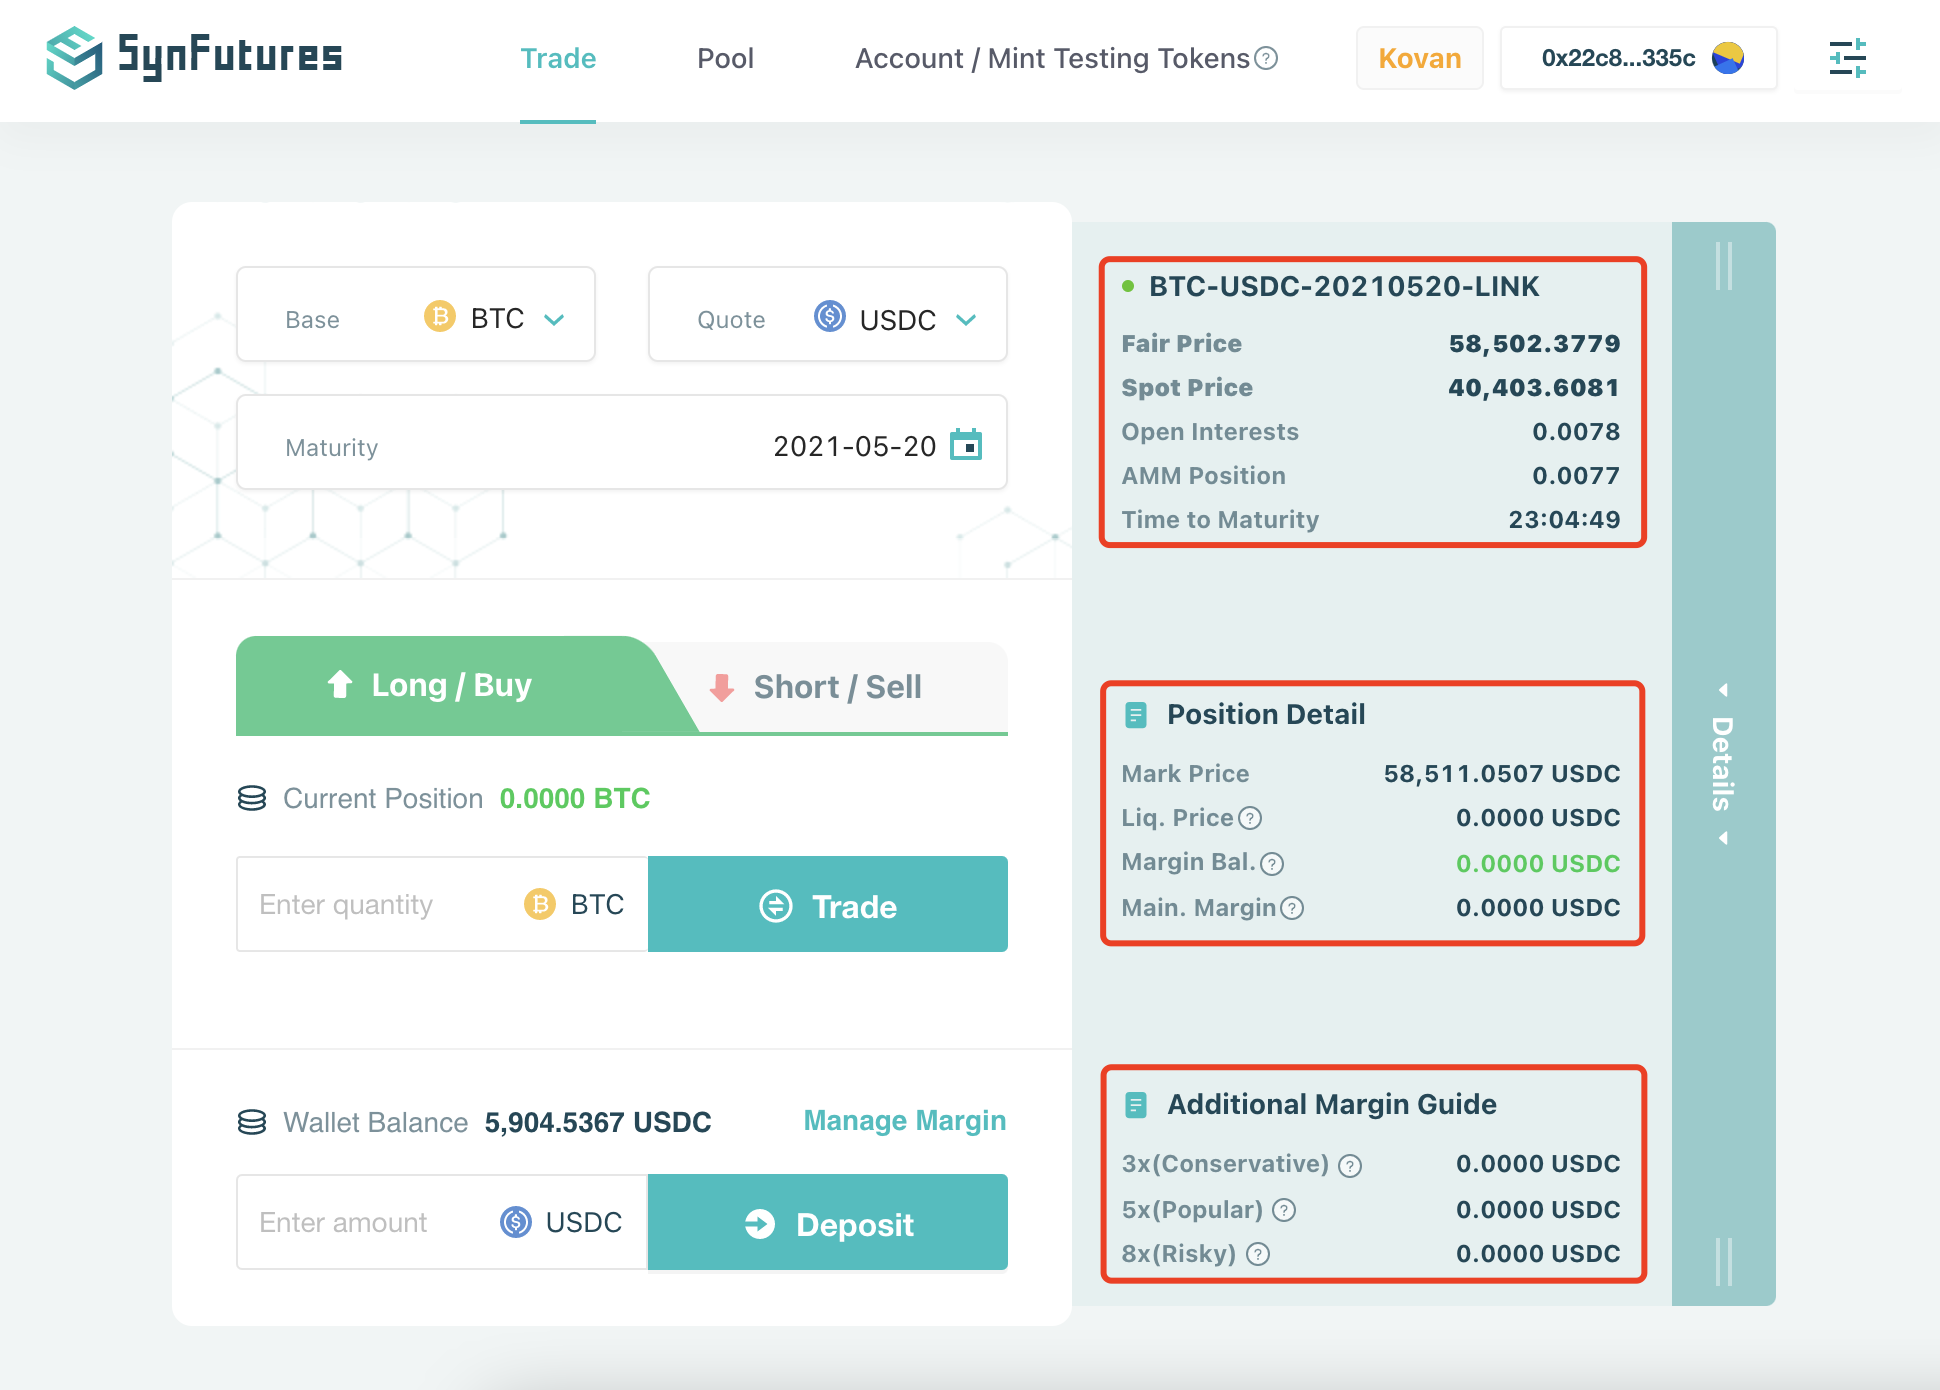 SynFutures
Trade
Pool
Account / Mint Testing Tokens
Kovan
0x22c8...335c
Base BTC
Quote USDC
Maturity 2021-05-20
Long / Buy
Short / Sell
Current Position 0.0000 BTC
Enter quantity BTC
Trade
Wallet Balance 5,904.5367 USDC
Manage Margin
Enter amount USDC
Deposit
BTC-USDC-20210520-LINK
Fair Price 58,502.3779
Spot Price 40,403.6081
Open Interests 0.0078
AMM Position 0.0077
Time to Maturity 23:04:49
Position Detail
Mark Price 58,511.0507 USDC
Liq. Price 0.0000 USDC
Margin Bal. 0.0000 USDC
Main. Margin 0.0000 USDC
Additional Margin Guide
3x(Conservative) 0.0000 USDC
5x(Popular) 0.0000 USDC
8x(Risky) 0.0000 USDC
Details